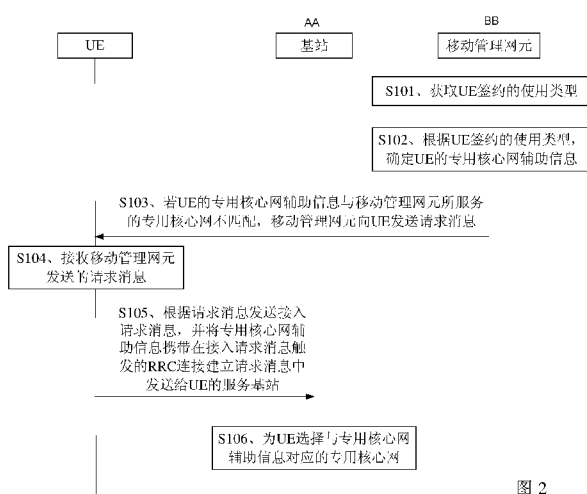 AA
BB
UE
基站
移动管理网元
S101、获取UE签约的使用类型
S102、根据UE签约的使用类型，
确定UE的专用核心网辅助信息
S103、若UE的专用核心网辅助信息与移动管理网元所服务
的专用核心网不匹配，移动管理网元向UE发送请求消息
S104、接收移动管理网元
发送的请求消息
S105、根据请求消息发送接入
请求消息，并将专用核心网辅
助信息携带在接入请求消息触
发的RRC连接建立请求消息中
发送给UE的服务基站
S106、为UE选择与专用核心网
辅助信息对应的专用核心网
图 2